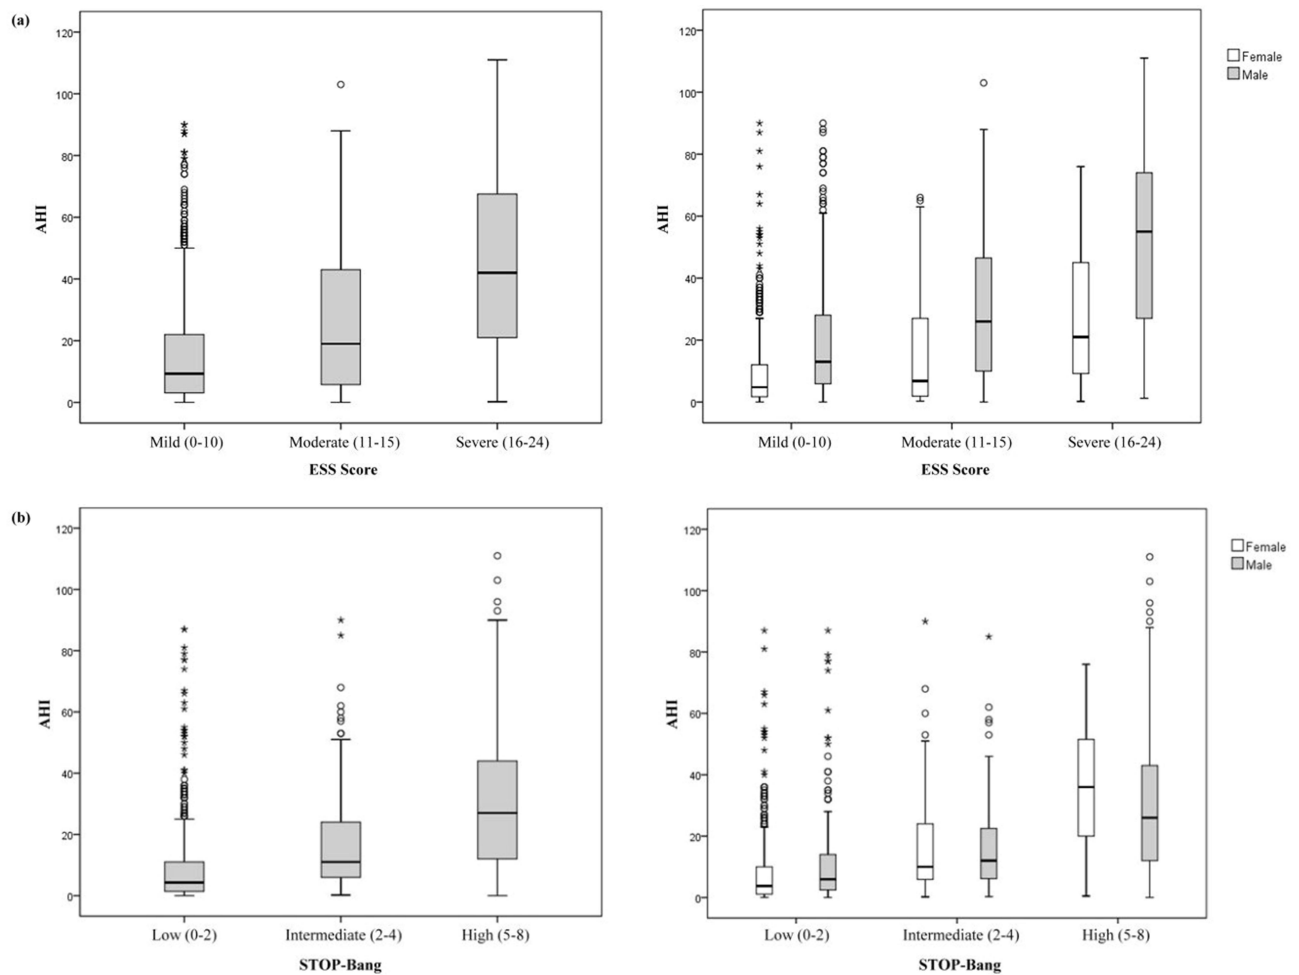 (a)
120
100
80
60
40
20
0
AHI
Mild (0-10) Moderate (11-15) Severe (16-24)
ESS Score
120
100
80
60
40
20
0
AHI
Mild (0-10) Moderate (11-15) Severe (16-24)
ESS Score
Female
Male
(b)
120
100
80
60
40
20
0
AHI
Low (0-2) Intermediate (2-4) High (5-8)
STOP-Bang
120
100
80
60
40
20
0
AHI
Low (0-2) Intermediate (2-4) High (5-8)
STOP-Bang
Female
Male